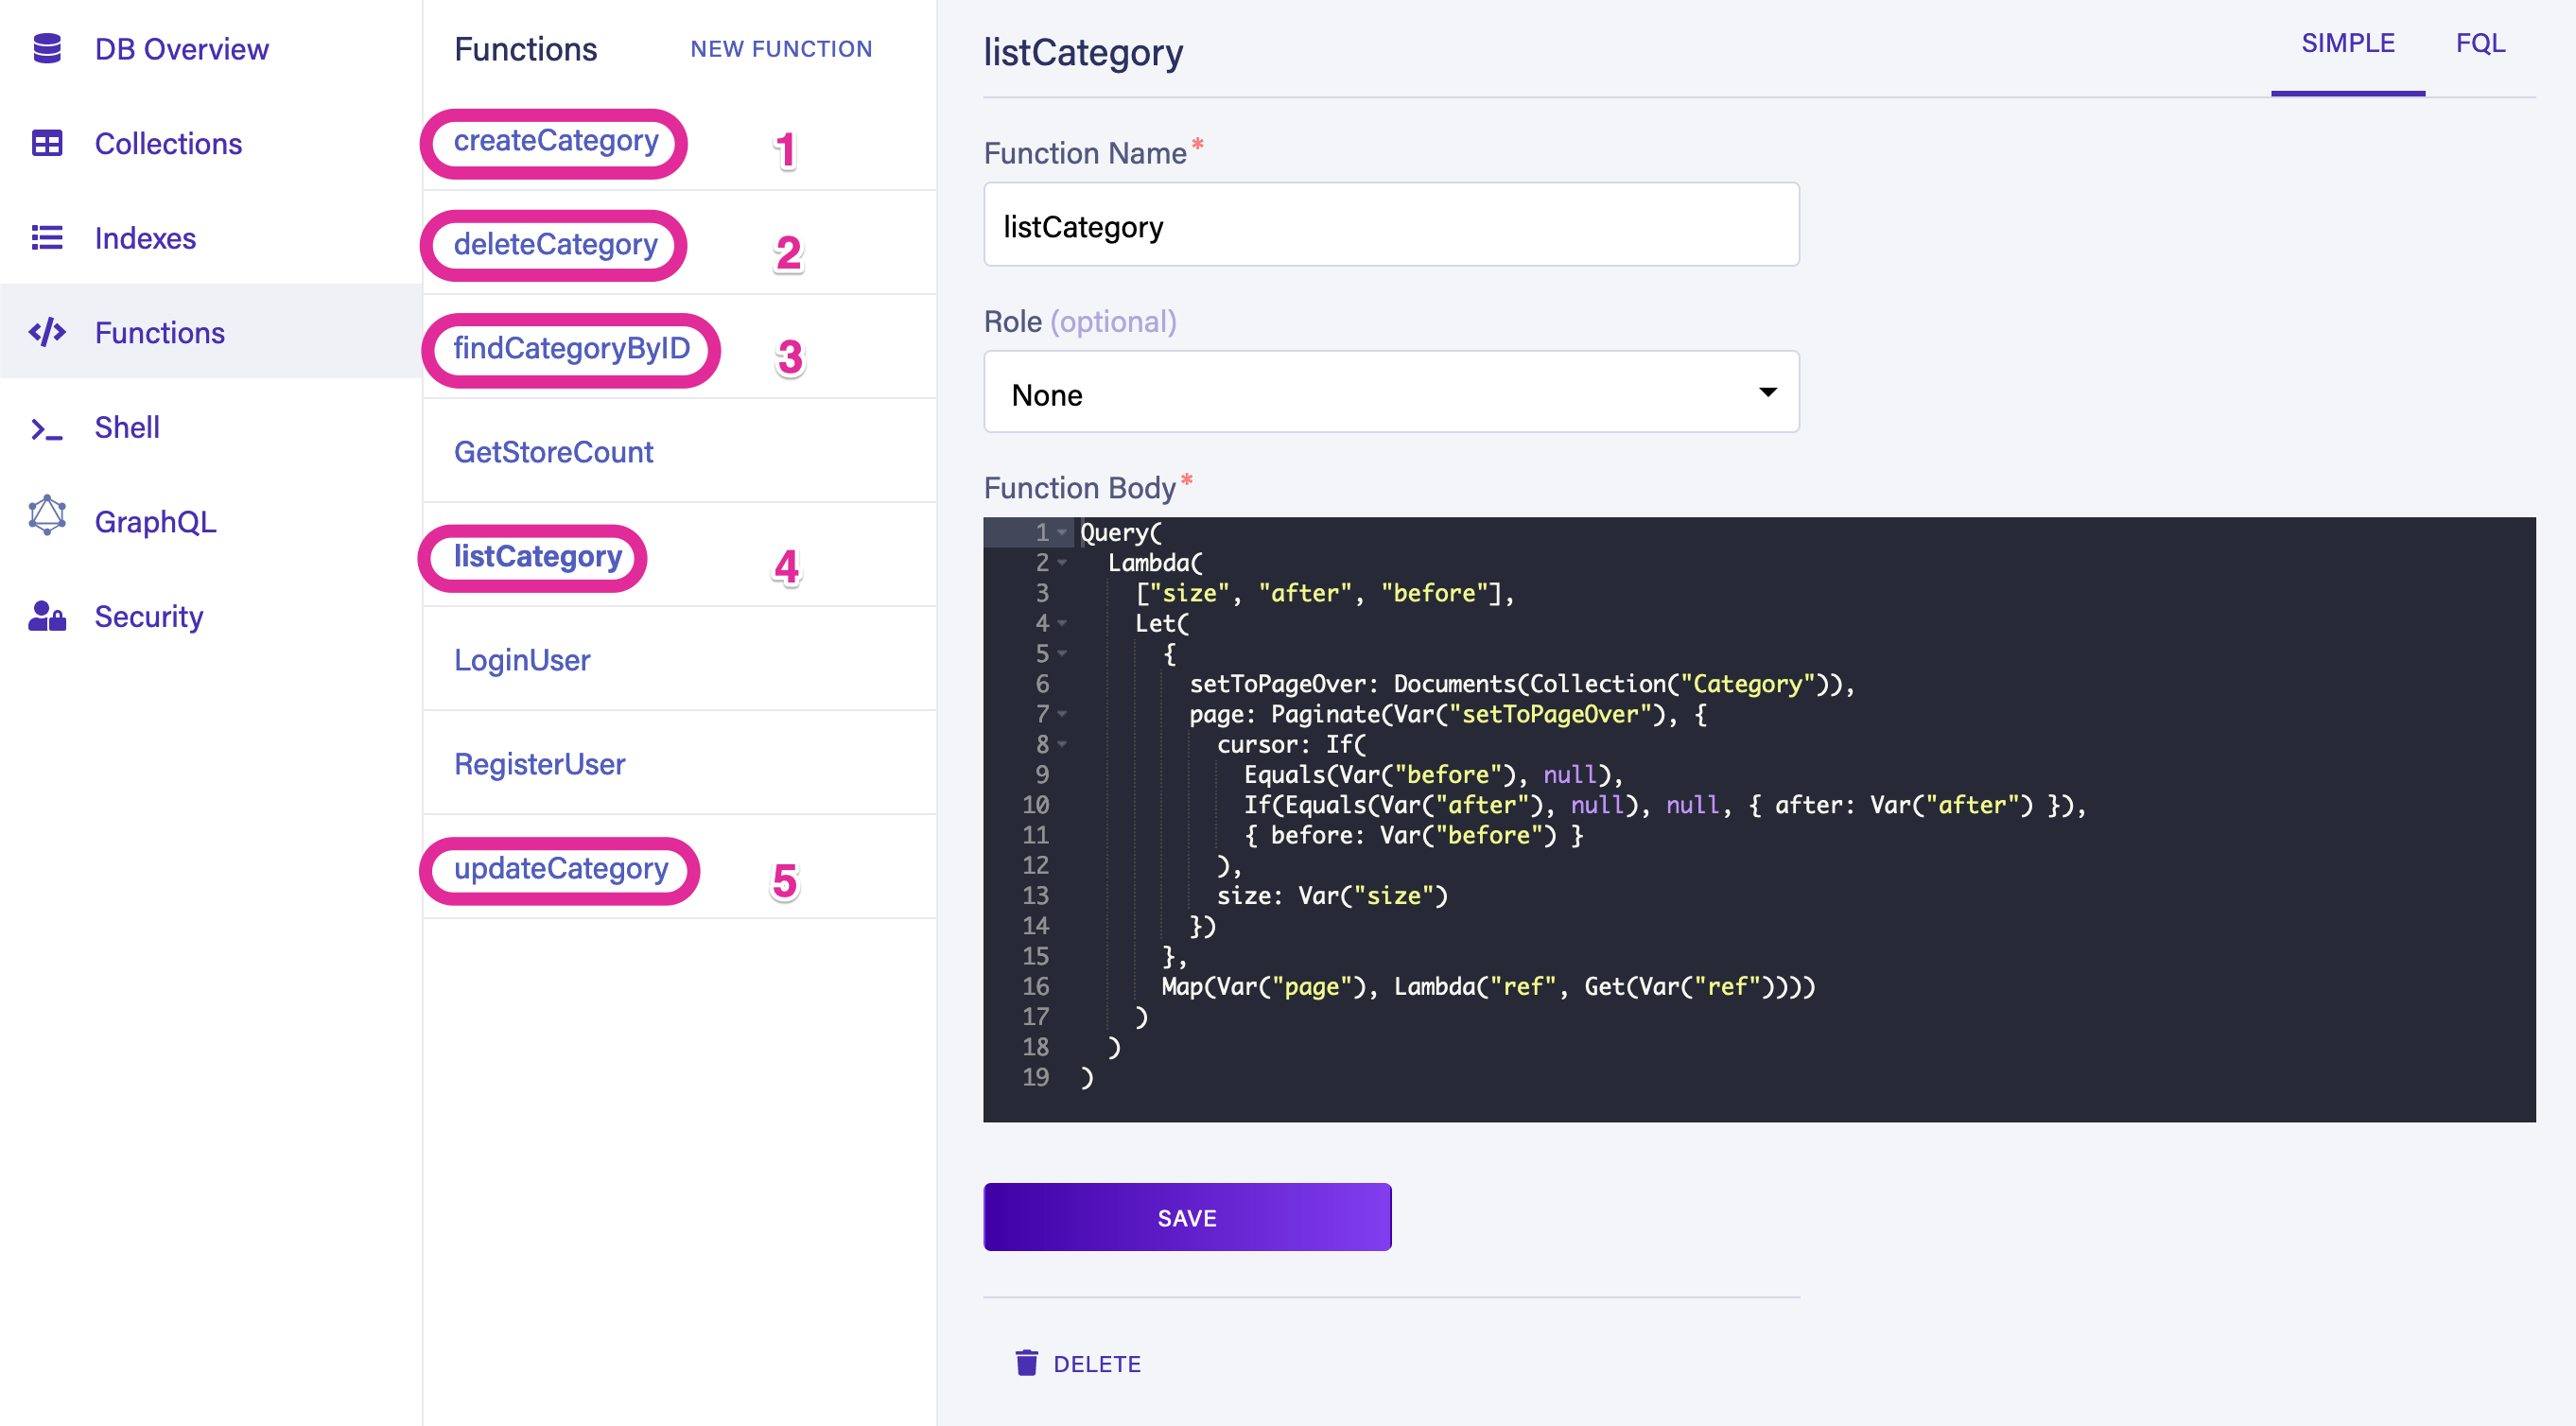 DB Overview
Collections
Indexes
Functions
Shell
GraphQL
Security
Functions NEW FUNCTION
createCategory 1
deleteCategory 2
findCategoryByID 3
GetStoreCount
listCategory 4
LoginUser
RegisterUser
updateCategory 5
listCategory SIMPLE FQL
Function Name*
listCategory
Role (optional)
None
Function Body*
1 Query(
2 Lambda(
3 ["size", "after", "before"],
4 Let(
5 {
6 setToPageOver: Documents(Collection("Category")),
7 page: Paginate(Var("setToPageOver"), {
8 cursor: If(
9 Equals(Var("before"), null),
10 If(Equals(Var("after"), null), null, { after: Var("after") }),
11 { before: Var("before") }
12 ),
13 size: Var("size")
14 })
15 },
16 Map(Var("page"), Lambda("ref", Get(Var("ref"))))
17 )
18 )
19 )
SAVE
DELETE